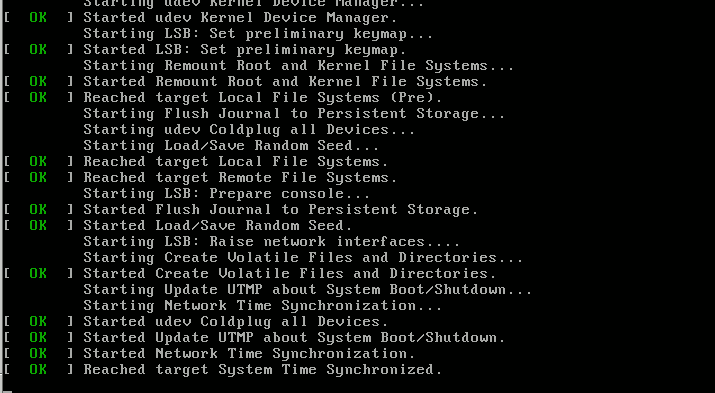 Starting udev Kernel Device Manager...
[  OK  ] Started udev Kernel Device Manager.
Starting LSB: Set preliminary keymap...
[  OK  ] Started LSB: Set preliminary keymap.
Starting Remount Root and Kernel File Systems...
[  OK  ] Started Remount Root and Kernel File Systems.
[  OK  ] Reached target Local File Systems (Pre).
Starting Flush Journal to Persistent Storage...
Starting udev Coldplug all Devices...
Starting Load/Save Random Seed...
[  OK  ] Reached target Local File Systems.
[  OK  ] Reached target Remote File Systems.
Starting LSB: Prepare console...
[  OK  ] Started Flush Journal to Persistent Storage.
[  OK  ] Started Load/Save Random Seed.
Starting LSB: Raise network interfaces....
Starting Create Volatile Files and Directories...
[  OK  ] Started Create Volatile Files and Directories.
Starting Update UTMP about System Boot/Shutdown...
Starting Network Time Synchronization...
[  OK  ] Started udev Coldplug all Devices.
[  OK  ] Started Update UTMP about System Boot/Shutdown.
[  OK  ] Started Network Time Synchronization.
[  OK  ] Reached target System Time Synchronized.